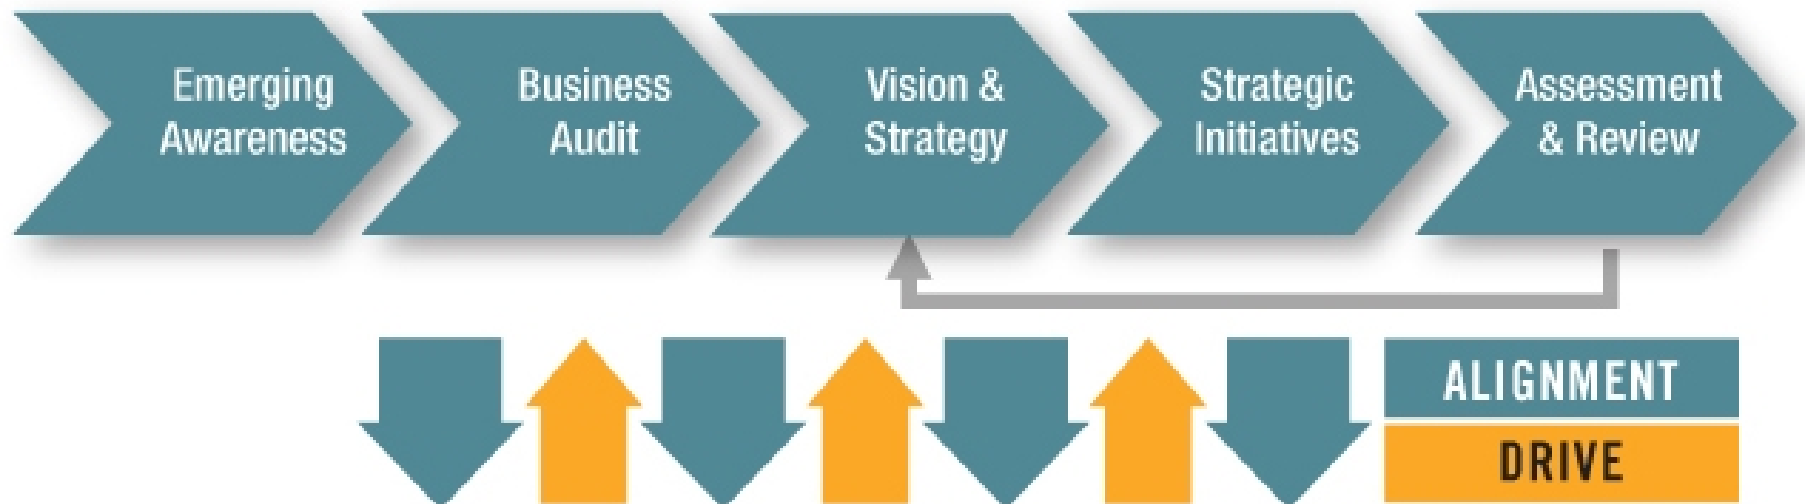 Emerging
Awareness
Business
Audit
Vision &
Strategy
Strategic
Initiatives
Assessment
& Review
ALIGNMENT
DRIVE